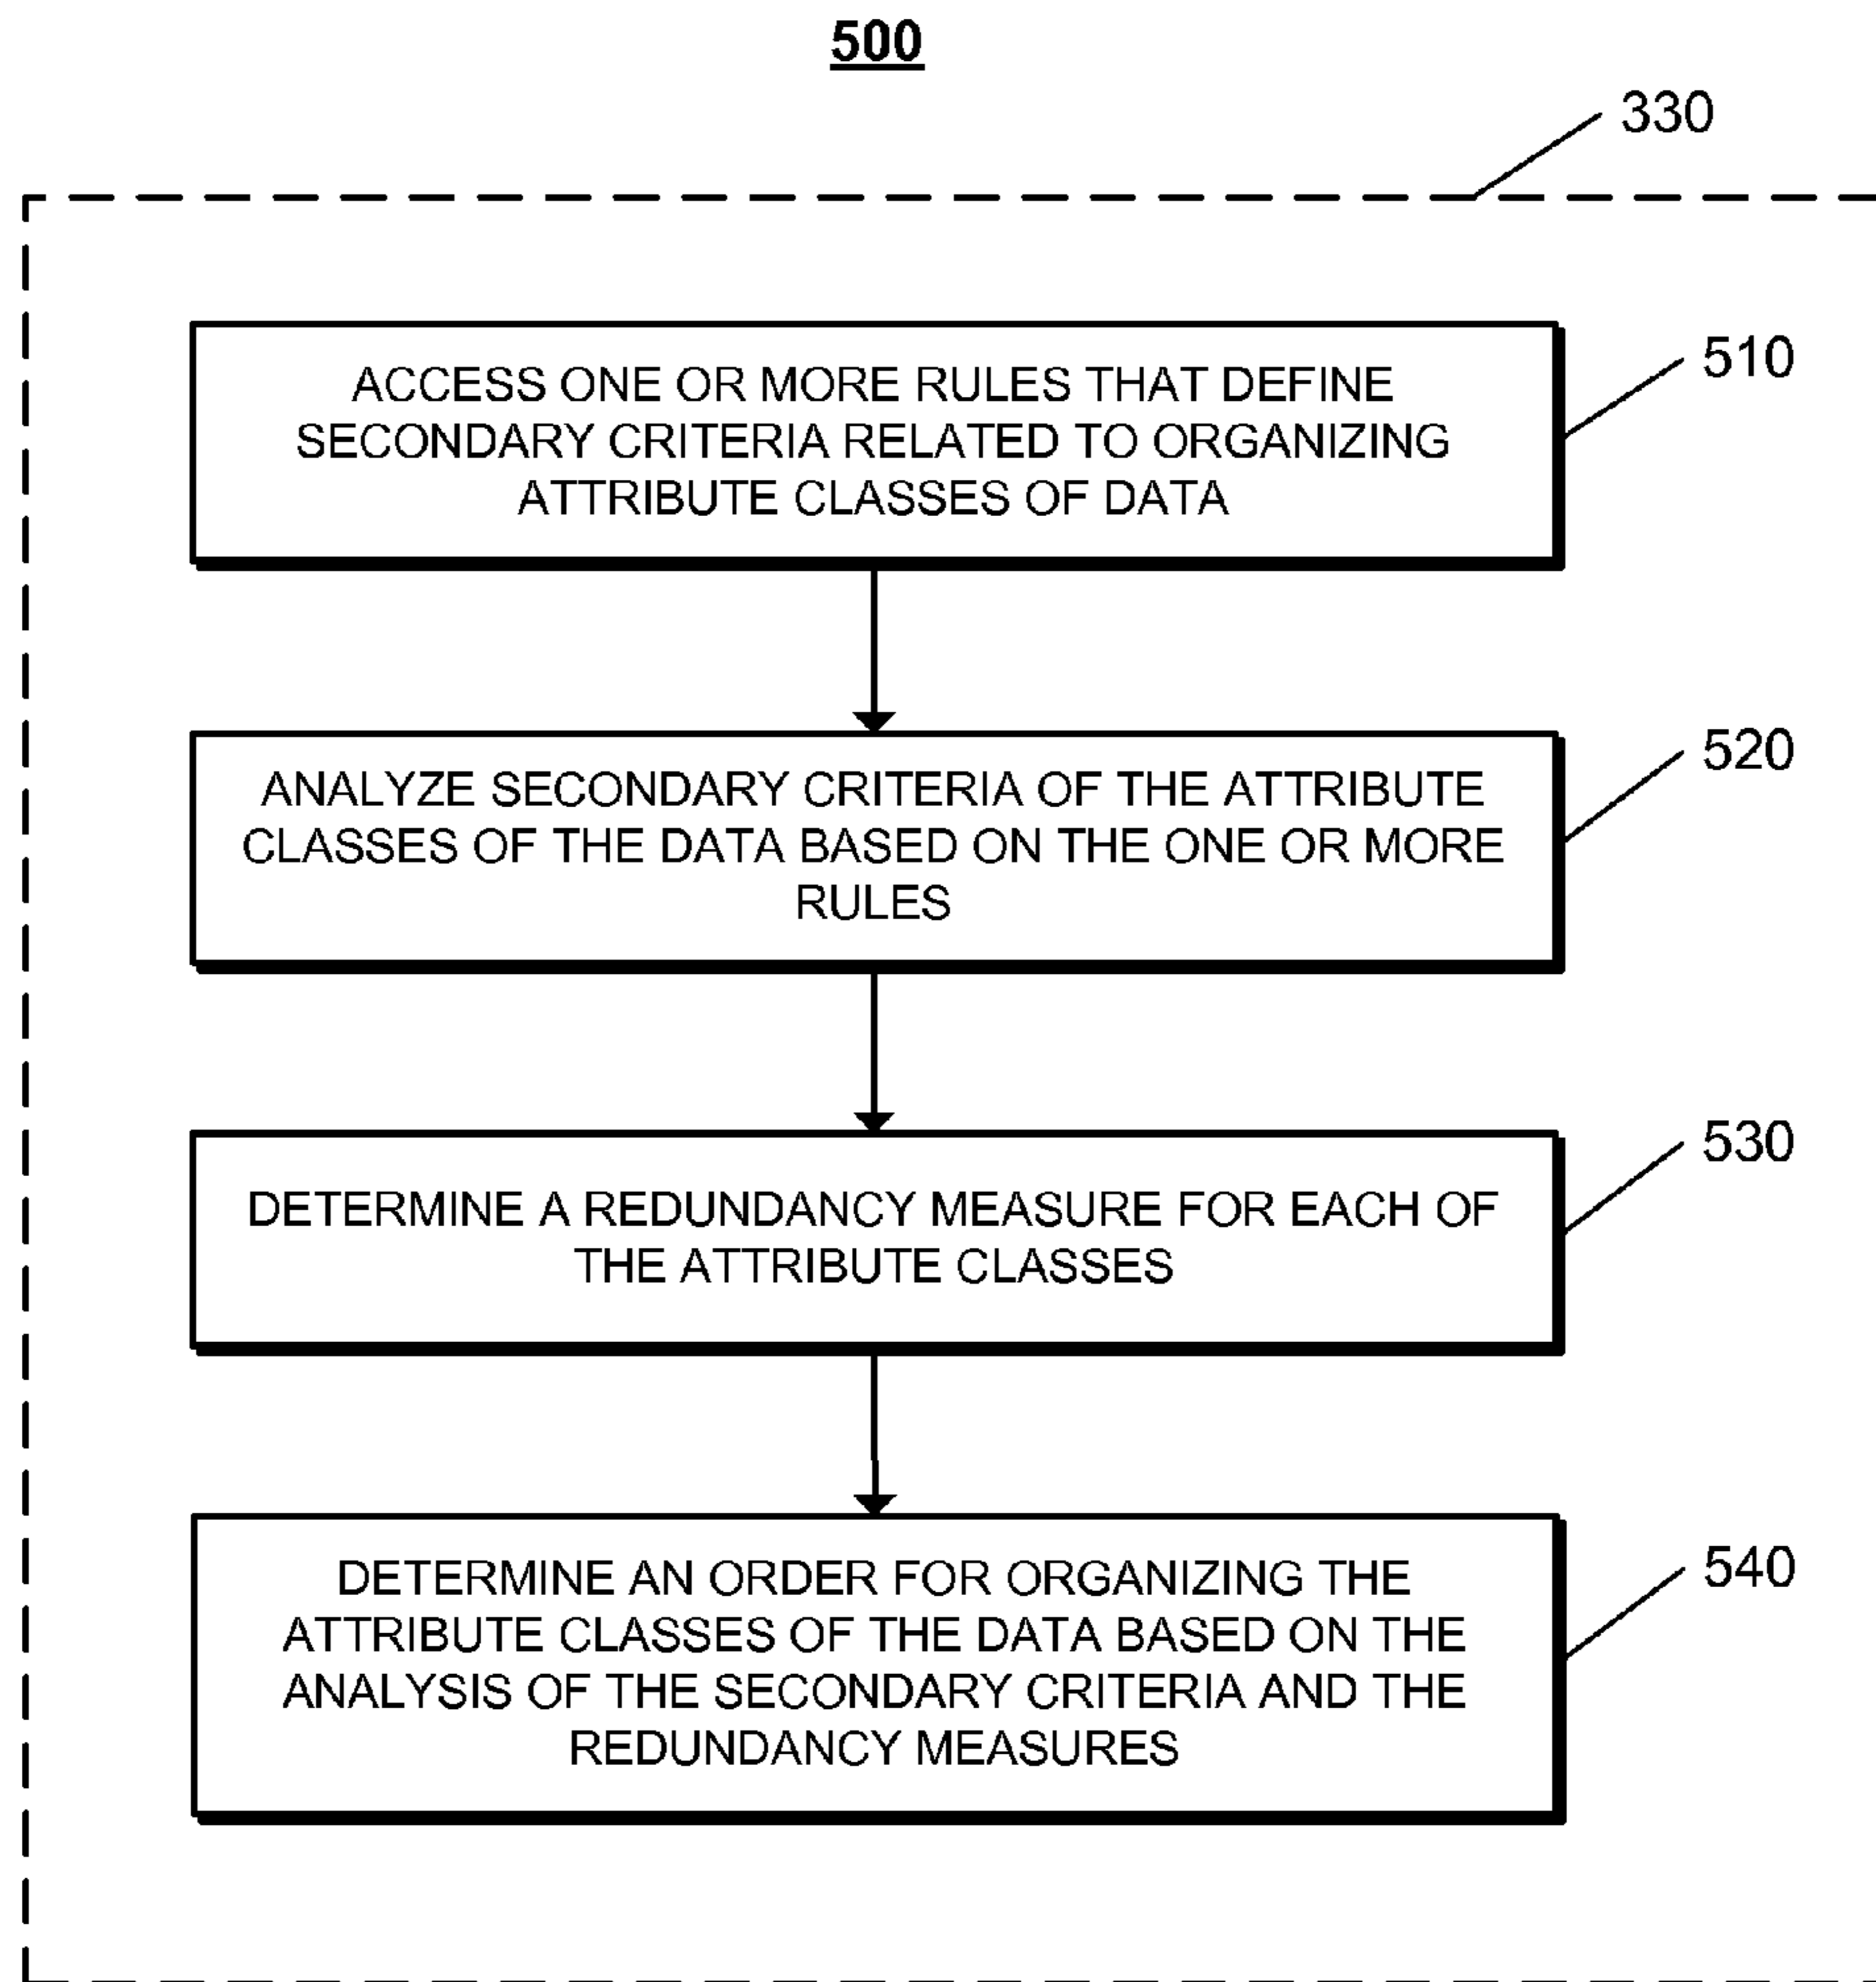 500
330
ACCESS ONE OR MORE RULES THAT DEFINE
SECONDARY CRITERIA RELATED TO ORGANIZING
ATTRIBUTE CLASSES OF DATA
510
ANALYZE SECONDARY CRITERIA OF THE ATTRIBUTE
CLASSES OF THE DATA BASED ON THE ONE OR MORE
RULES
520
DETERMINE A REDUNDANCY MEASURE FOR EACH OF
THE ATTRIBUTE CLASSES
530
DETERMINE AN ORDER FOR ORGANIZING THE
ATTRIBUTE CLASSES OF THE DATA BASED ON THE
ANALYSIS OF THE SECONDARY CRITERIA AND THE
REDUNDANCY MEASURES
540